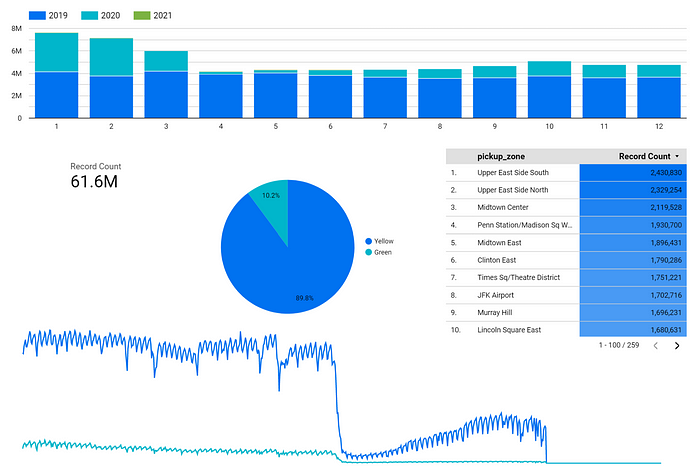 2019 2020 2021
8M
6M
4M
2M
0
1 2 3 4 5 6 7 8 9 10 11 12
Record Count
61.6M
10.2%
89.8%
Yellow
Green
pickup_zone Record Count
1. Upper East Side South 2,430,830
2. Upper East Side North 2,329,254
3. Midtown Center 2,119,528
4. Penn Station/Madison Sq W... 1,930,700
5. Midtown East 1,896,431
6. Clinton East 1,790,286
7. Times Sq/Theatre District 1,751,221
8. JFK Airport 1,702,716
9. Murray Hill 1,696,231
10. Lincoln Square East 1,680,631
1 - 100 / 259